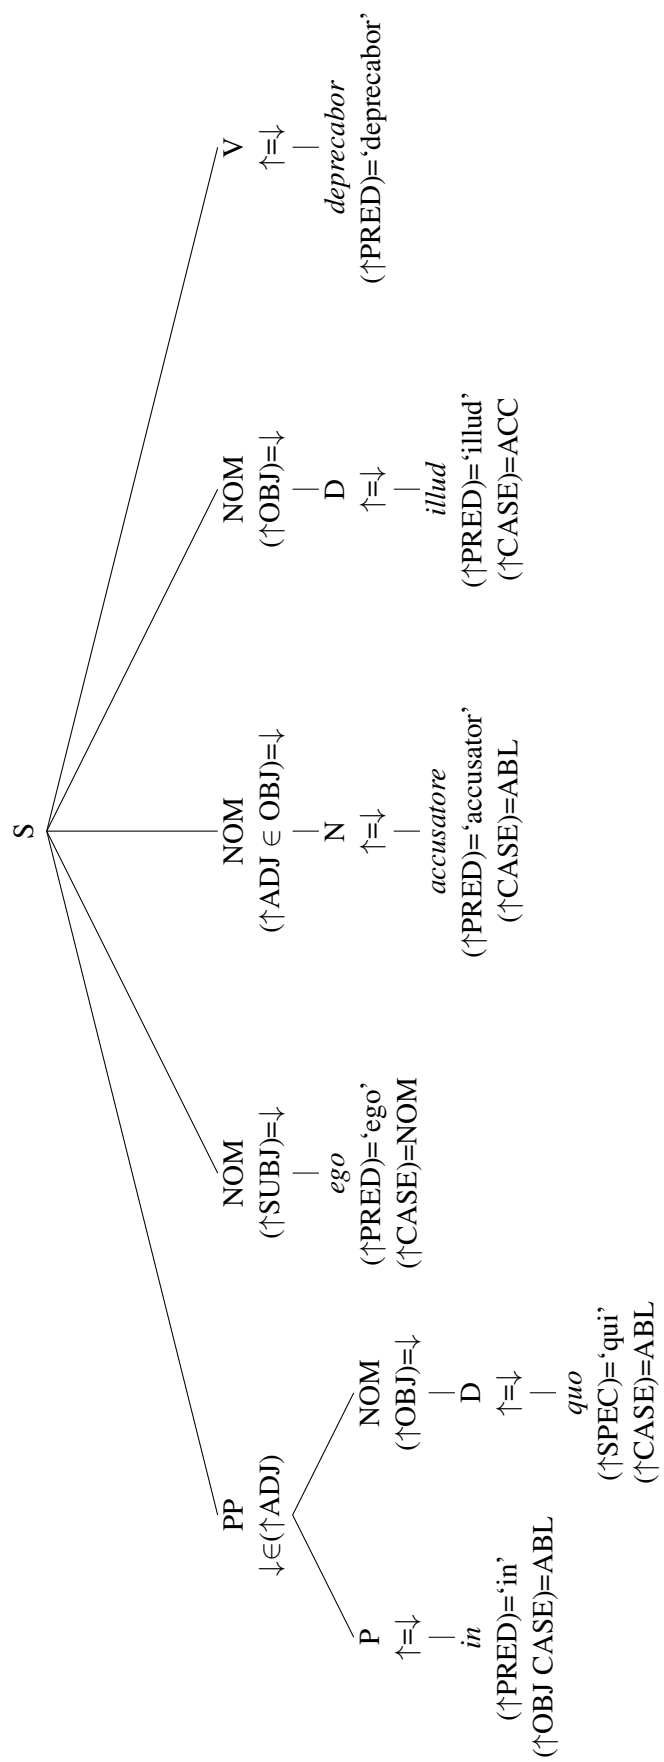 S
PP
↓∈(↑ADJ)
P
↑=↓
in
(↑PRED)=‘in’
(↑OBJ CASE)=ABL
NOM
(↑OBJ)=↓
D
↑=↓
quo
(↑SPEC)=‘qui’
(↑CASE)=ABL
NOM
(↑SUBJ)=↓
ego
(↑PRED)=‘ego’
(↑CASE)=NOM
NOM
(↑ADJ ∈ OBJ)=↓
N
↑=↓
accusatore
(↑PRED)=‘accusator’
(↑CASE)=ABL
NOM
(↑OBJ)=↓
D
↑=↓
illud
(↑PRED)=‘illud’
(↑CASE)=ACC
V
↑=↓
deprecabor
(↑PRED)=‘deprecabor’